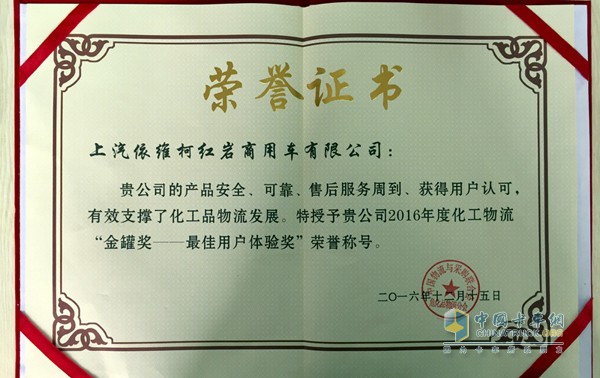 荣誉证书
上汽依维柯红岩商用车有限公司：
贵公司的产品安全、可靠、售后服务周到、获得用户认可，
有效支撑了化工品物流发展。特授予贵公司2016年度化工物流
“金罐奖——最佳用户体验奖”荣誉称号。
二〇一六年十二月十五日
中国卡车网